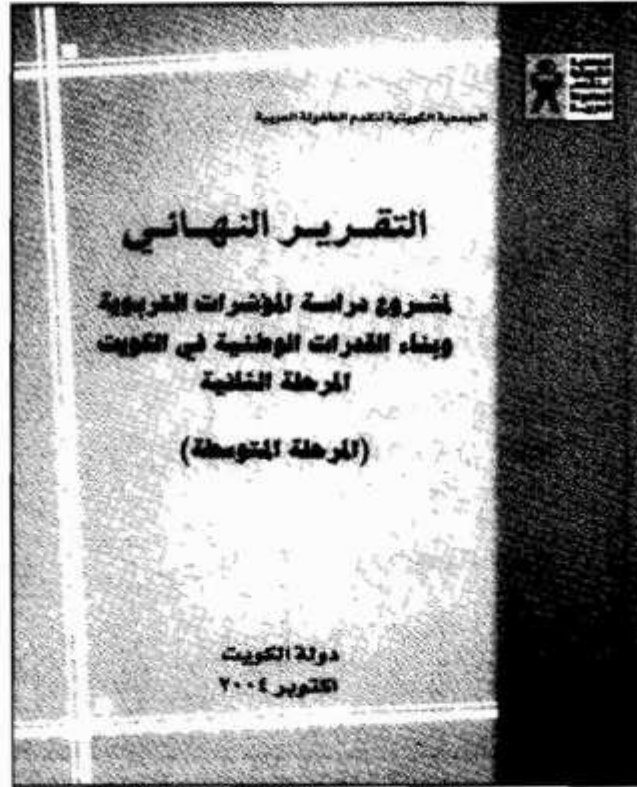 الجمعية الكويتية لتقدم الطفولة العربية
التقرير النهائي
لمشروع دراسة المؤشرات التربوية
وبناء القدرات الوطنية في الكويت
المرحلة الثانية
(المرحلة المتوسطة)
دولة الكويت
اكتوبر ٢٠٠٤